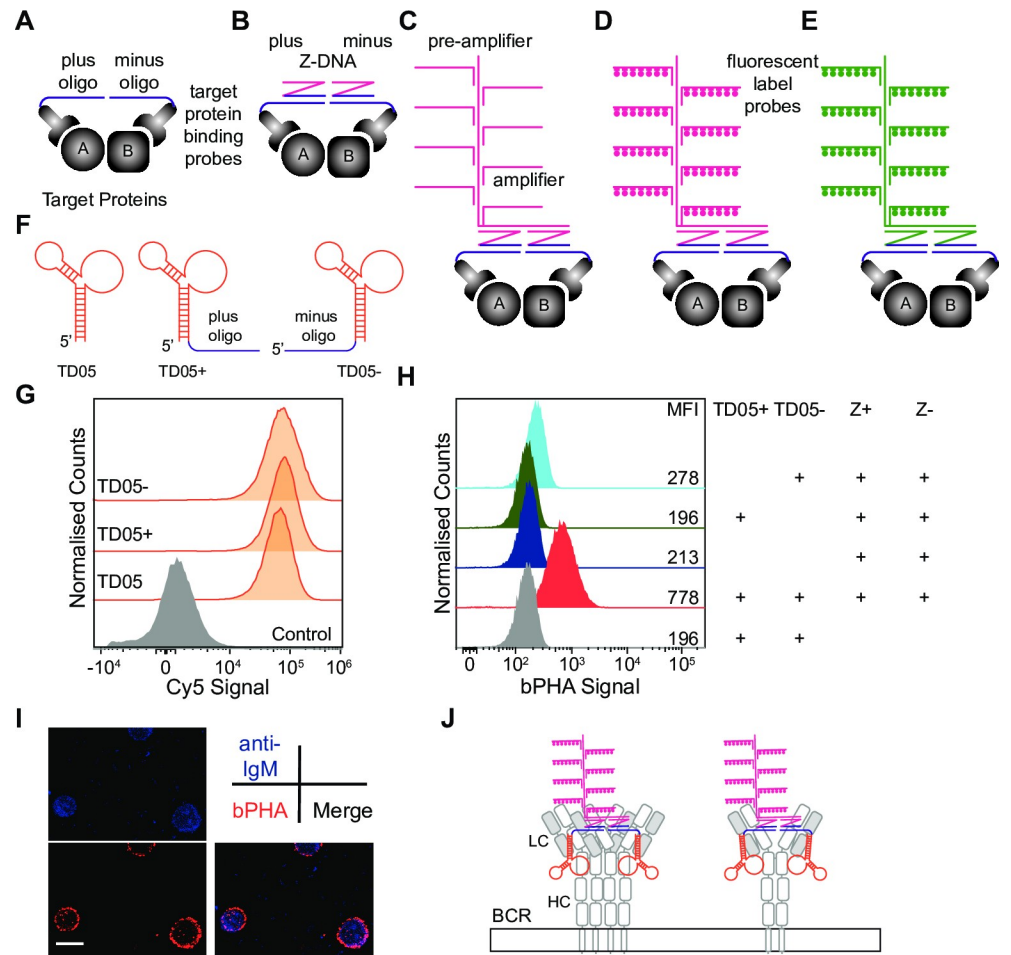 A
plus oligo
minus oligo
target protein binding probes
A
B
Target Proteins
B
plus
minus
Z-DNA
A
B
C
pre-amplifier
amplifier
A
B
D
fluorescent label probes
A
B
E
A
B
F
5'
TD05
plus oligo
TD05+
minus oligo
5'
5'
TD05-
G
Normalised Counts
TD05-
TD05+
TD05
Control
-10⁴
0
10⁴
10⁵
10⁶
Cy5 Signal
H
Normalised Counts
MFI TD05+ TD05- Z+ Z-
278 + + +
196 + + +
213 + +
778 + + + +
196 + +
0 10² 10³ 10⁴ 10⁵
bPHA Signal
I
anti-IgM
bPHA
Merge
J
LC
HC
BCR